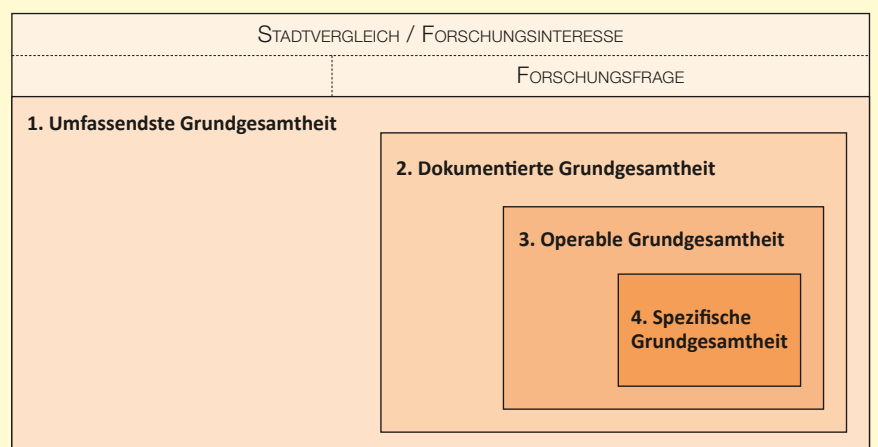 STADTVERGLEICH / FORSCHUNGSINTERESSE
FORSCHUNGSFRAGE
1. Umfassendste Grundgesamtheit
2. Dokumentierte Grundgesamtheit
3. Operable Grundgesamtheit
4. Spezifische
Grundgesamtheit